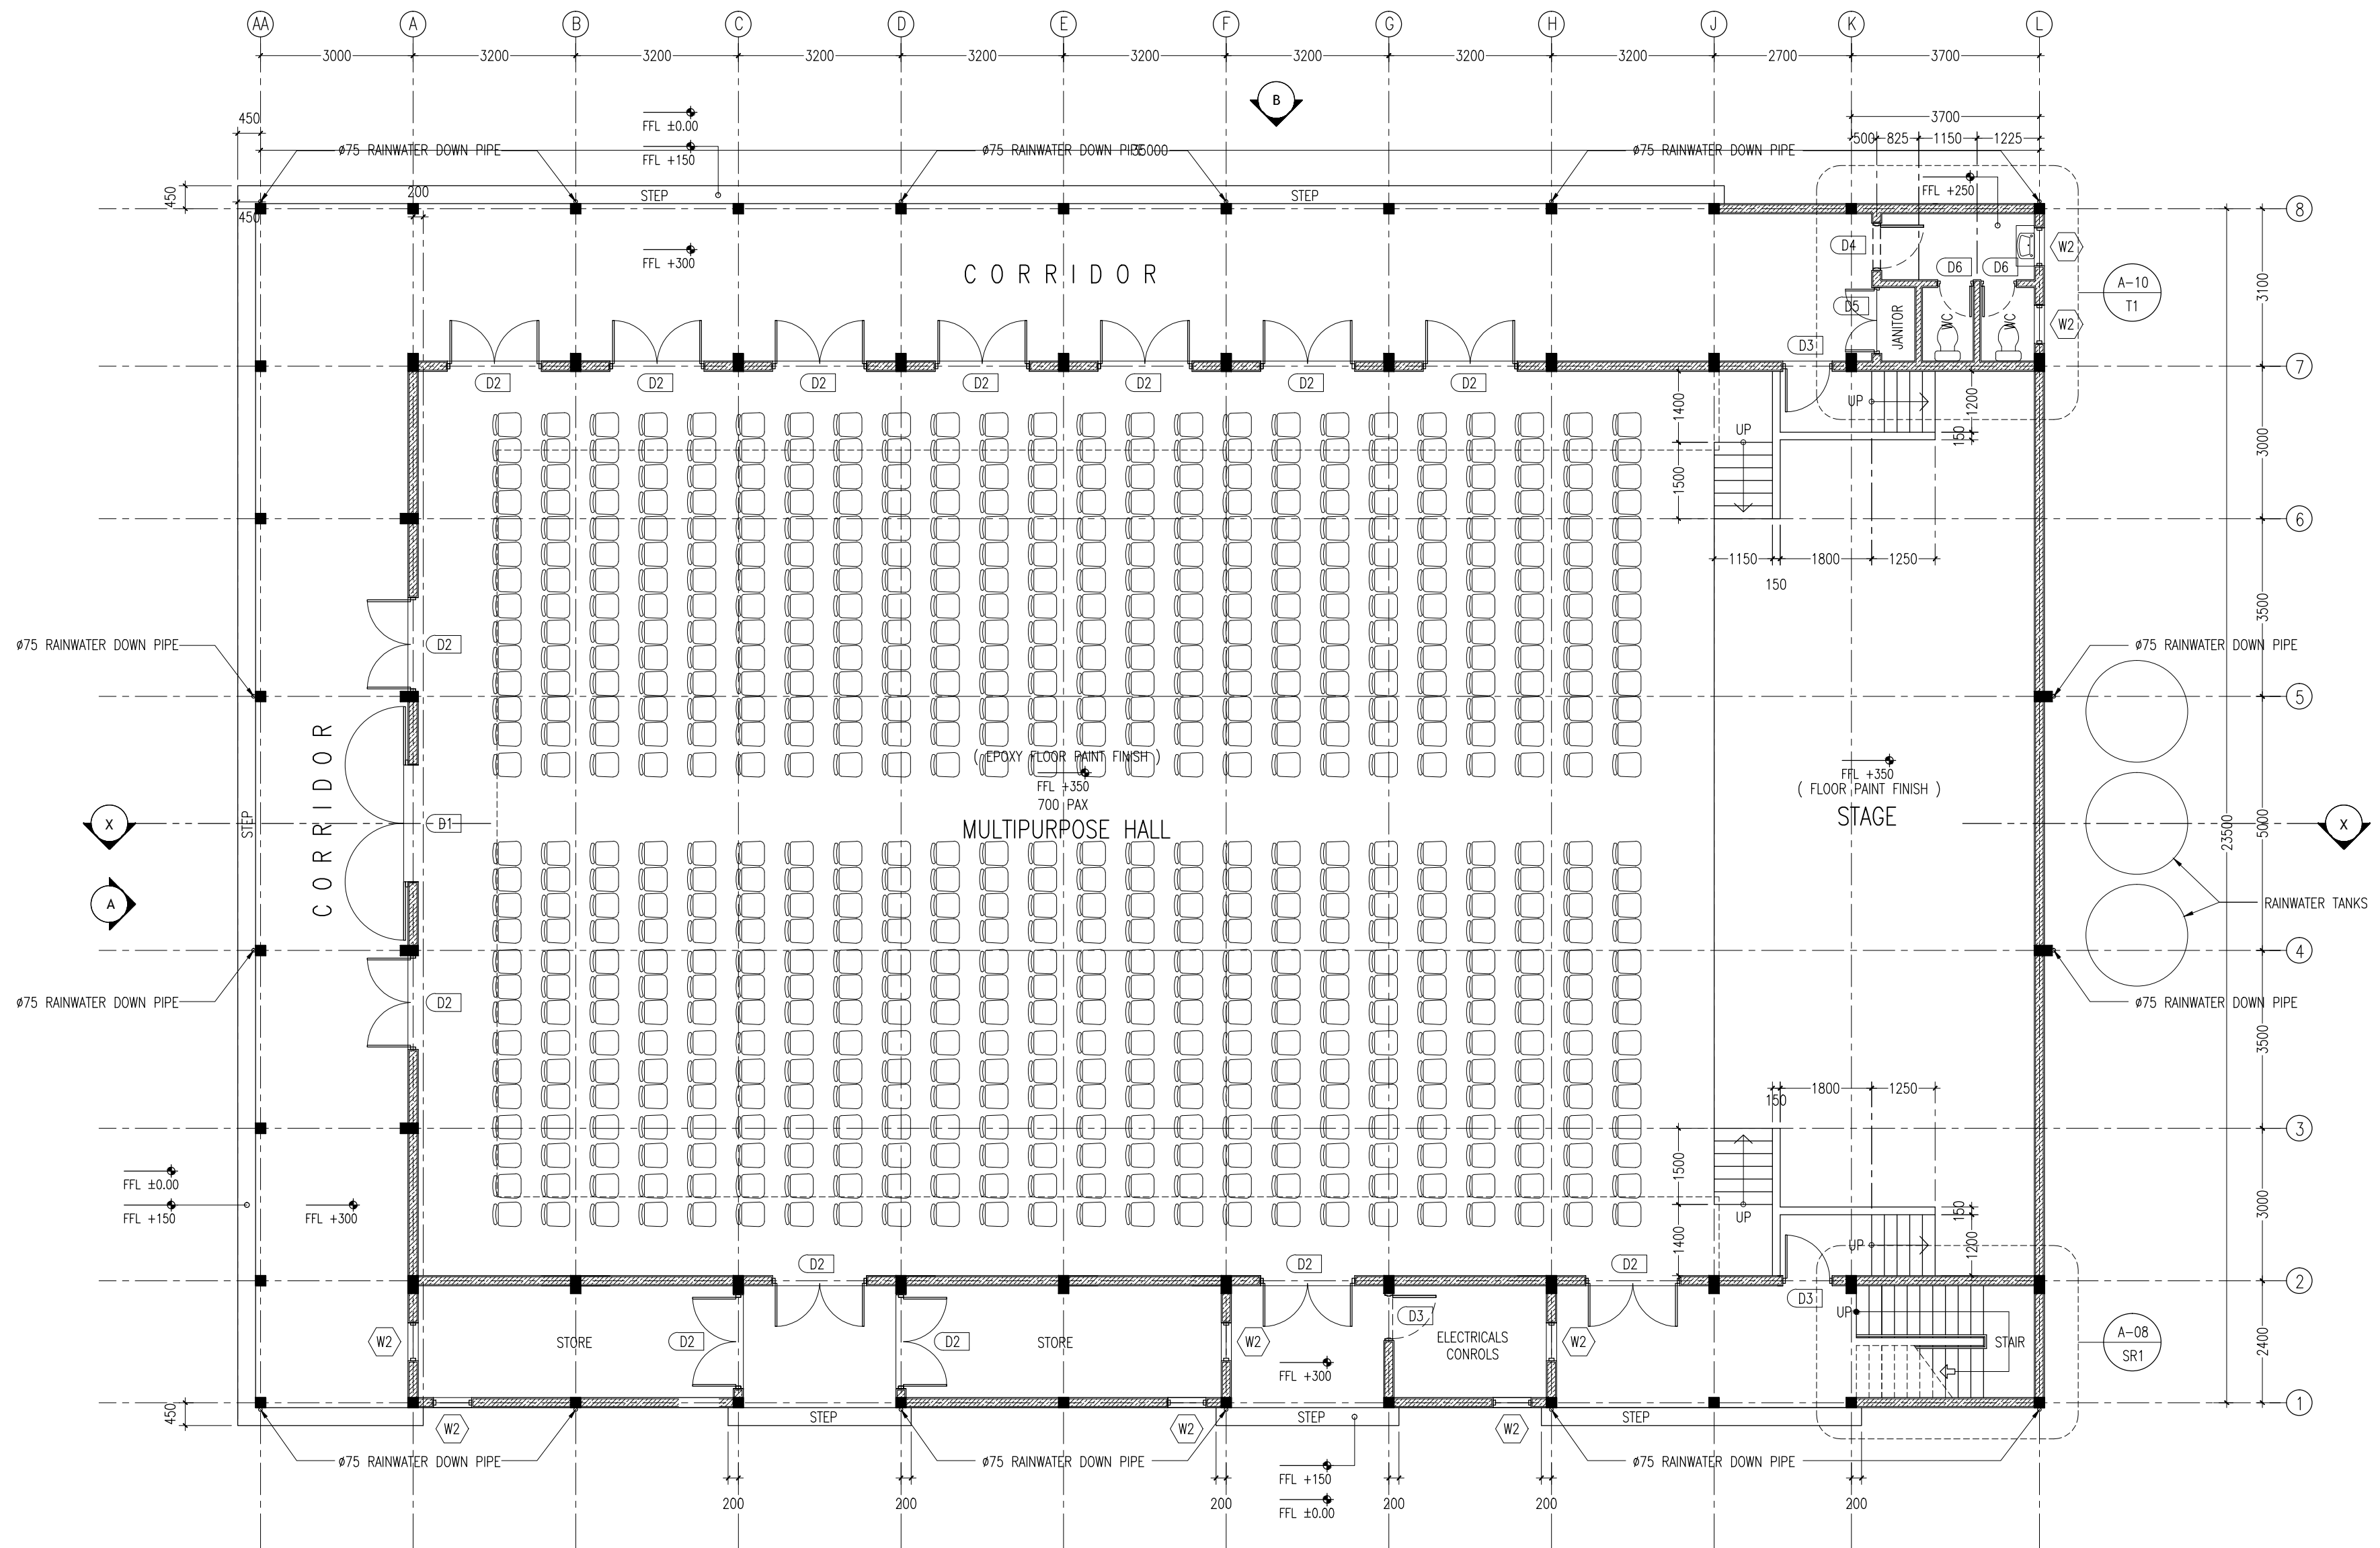 AA A B C D E F G H J K L
3000 3200 3200 3200 3200 3200 3200 3200 3200 2700 3700
B
450
FFL ±0.00
3700
500 825 1150 1225
ø75 RAINWATER DOWN PIPE
FFL +150
ø75 RAINWATER DOWN PIPE
35000
ø75 RAINWATER DOWN PIPE
450
200
STEP
STEP
FFL +250
8
450
FFL +300
CORRIDOR
D4
D6
D6
W2
A-10
T1
3100
D5
JANITOR
WC
WC
W2
D3
7
D2
D2
D2
D2
D2
D2
D2
1400
UP
UP
1200
150
3000
1500
6
1150 1800 1250
150
3500
ø75 RAINWATER DOWN PIPE
D2
ø75 RAINWATER DOWN PIPE
5
CORRIDOR
( EPOXY FLOOR PAINT FINISH )
FFL +350
700 PAX
MULTIPURPOSE HALL
FFL +350
( FLOOR PAINT FINISH )
STAGE
X
STEP
D1
23500
5000
X
A
RAINWATER TANKS
4
ø75 RAINWATER DOWN PIPE
D2
ø75 RAINWATER DOWN PIPE
3500
1800 1250
150
3
FFL ±0.00
FFL +150
FFL +300
1500
UP
1400
150
UP
1200
3000
D2
D2
D2
2
W2
STORE
D2
D2
STORE
W2
D3
ELECTRICALS
CONROLS
W2
D3
UP
STAIR
A-08
SR1
2400
FFL +300
1
450
W2
STEP
W2
STEP
W2
STEP
ø75 RAINWATER DOWN PIPE
ø75 RAINWATER DOWN PIPE
ø75 RAINWATER DOWN PIPE
FFL +150
200 200 200 200 200 200
FFL ±0.00